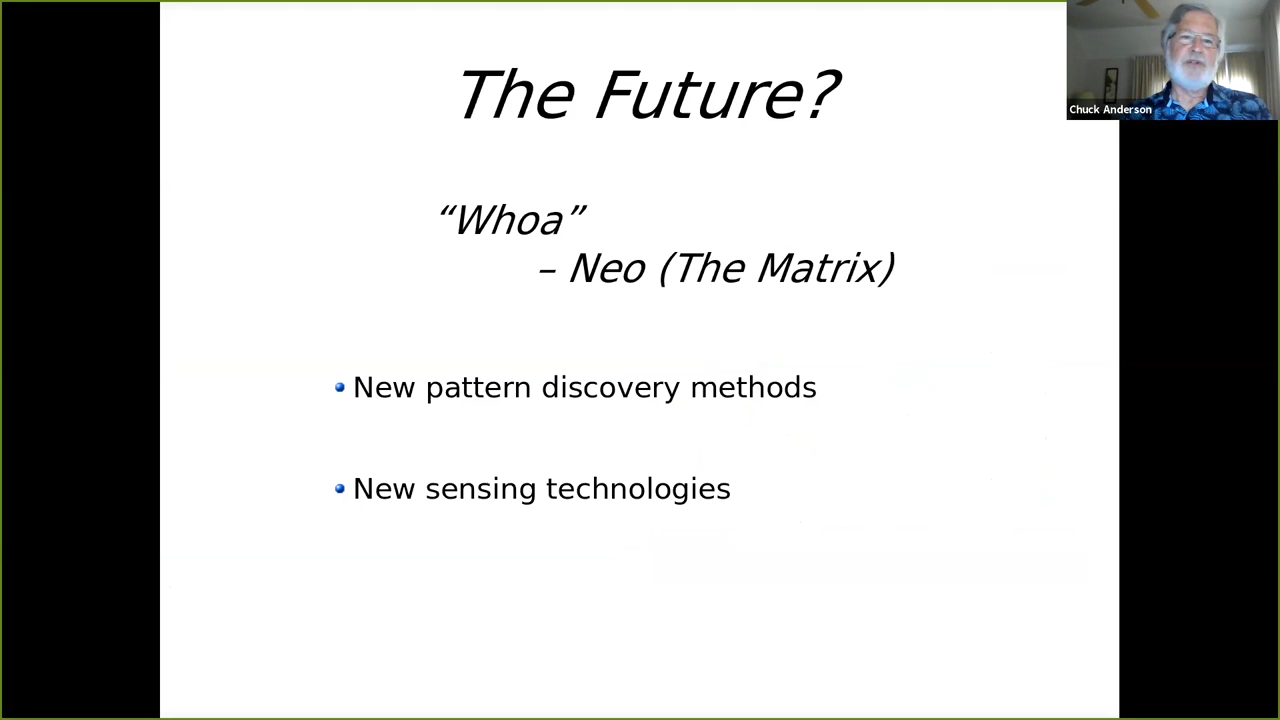 The Future?
Chuck Anderson
“Whoa”
– Neo (The Matrix)
New pattern discovery methods
New sensing technologies